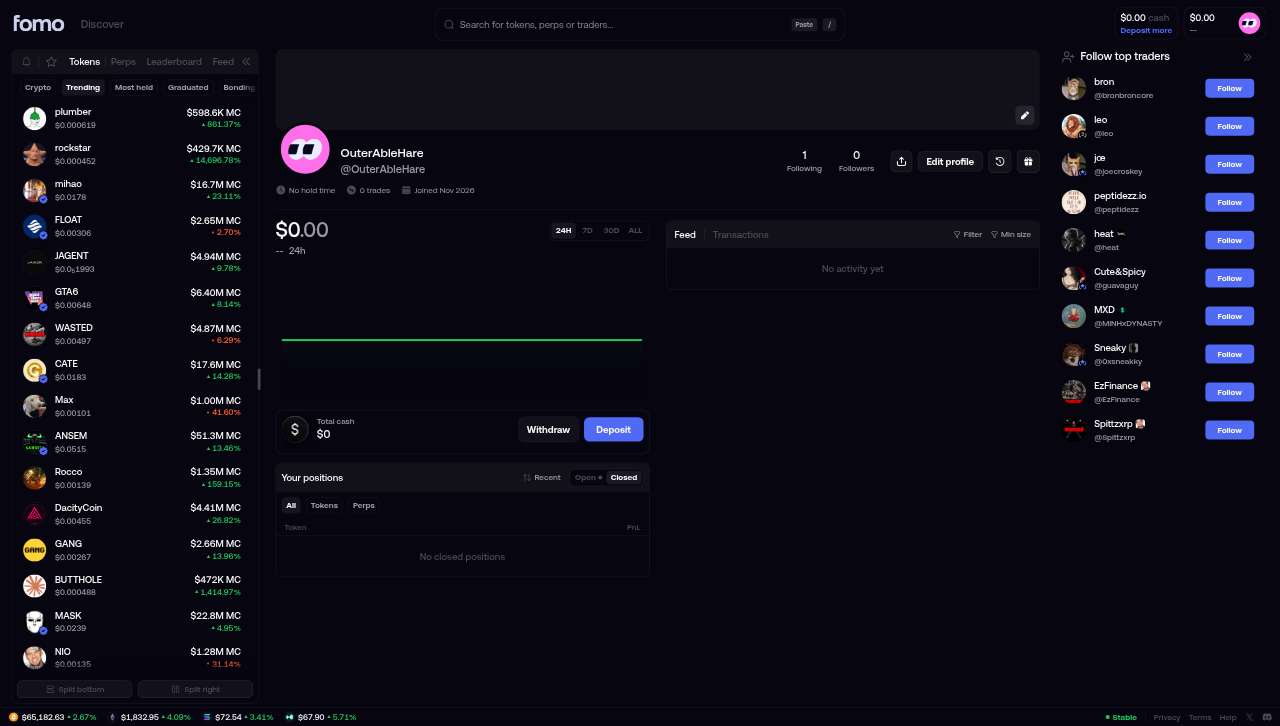 fomo Discover
Search for tokens, perps or traders... Paste /
$0.00 cash
Deposit more
$0.00
--
Tokens Perps Leaderboard Feed
Crypto Trending Most held Graduated Bonding
plumber $598.6K MC
$0.000619 861.37%
rockstar $429.7K MC
$0.000452 14,696.78%
mihao $16.7M MC
$0.0178 23.11%
FLOAT $2.65M MC
$0.00306 2.70%
JAGENT $4.94M MC
$0.0₅1993 9.78%
GTA6 $6.40M MC
$0.00648 8.14%
WASTED $4.87M MC
$0.00497 6.29%
CATE $17.6M MC
$0.0183 14.28%
Max $1.00M MC
$0.00101 41.60%
ANSEM $51.3M MC
$0.0515 13.46%
Rocco $1.35M MC
$0.00139 159.15%
DacityCoin $4.41M MC
$0.00455 26.82%
GANG $2.66M MC
$0.00267 13.96%
BUTTHOLE $472K MC
$0.000488 1,414.97%
MASK $22.8M MC
$0.0239 4.95%
NIO $1.28M MC
$0.00135 31.14%
Split bottom Split right
OuterAbleHare
@OuterAbleHare
1 Following
0 Followers
Edit profile
No hold time 0 trades Joined Nov 2026
$0.00
-- 24h
24H 7D 30D ALL
Total cash
$0
Withdraw Deposit
Your positions Recent Open Closed
All Tokens Perps
Token PnL
No closed positions
Feed Transactions Filter Min size
No activity yet
Follow top traders
bron
@bronbroncore
Follow
leo
@leo
Follow
jœ
@joecroskey
Follow
peptidezz.io
@peptidezz
Follow
heat
@heat
Follow
Cute&Spicy
@guavaguy
Follow
MXD
@MINHxDYNASTY
Follow
Sneaky
@0xsneakky
Follow
EzFinance
@EzFinance
Follow
Spittzxrp
@Spittzxrp
Follow
$65,182.63 2.67% $1,832.95 4.09% $72.54 3.41% $67.90 5.71%
Stable Privacy Terms Help